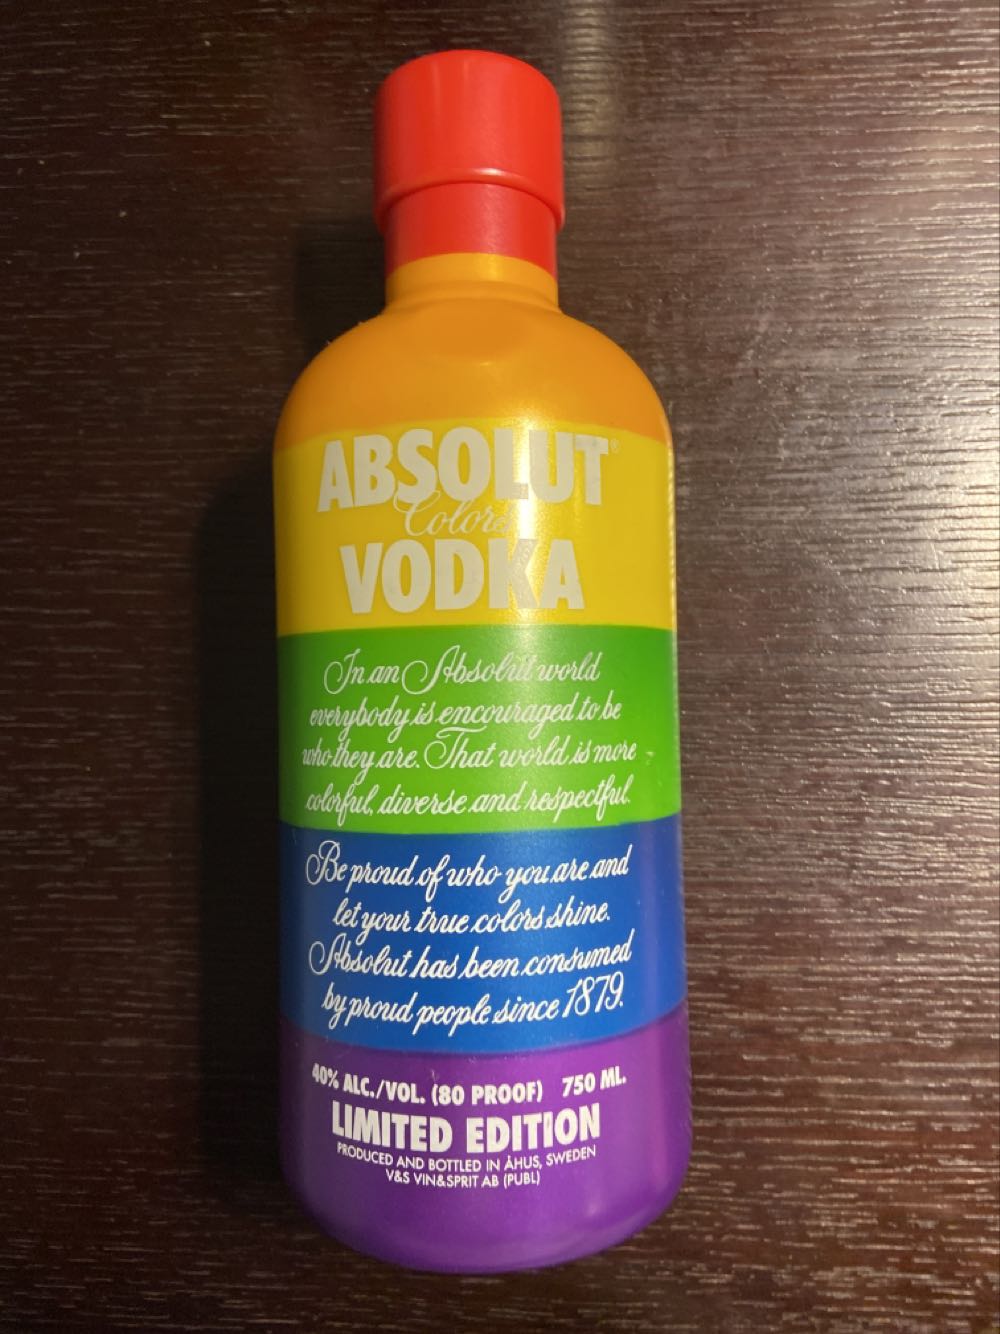 ABSOLUT®
Colors
VODKA
In an Absolut world
everybody is encouraged to be
who they are. That world is more
colorful, diverse and respectful.
Be proud of who you are and
let your true colors shine.
Absolut has been consumed
by proud people since 1879.
40% ALC./VOL. (80 PROOF) 750 ML.
LIMITED EDITION
PRODUCED AND BOTTLED IN ÅHUS, SWEDEN
V&S VIN&SPRIT AB (PUBL)